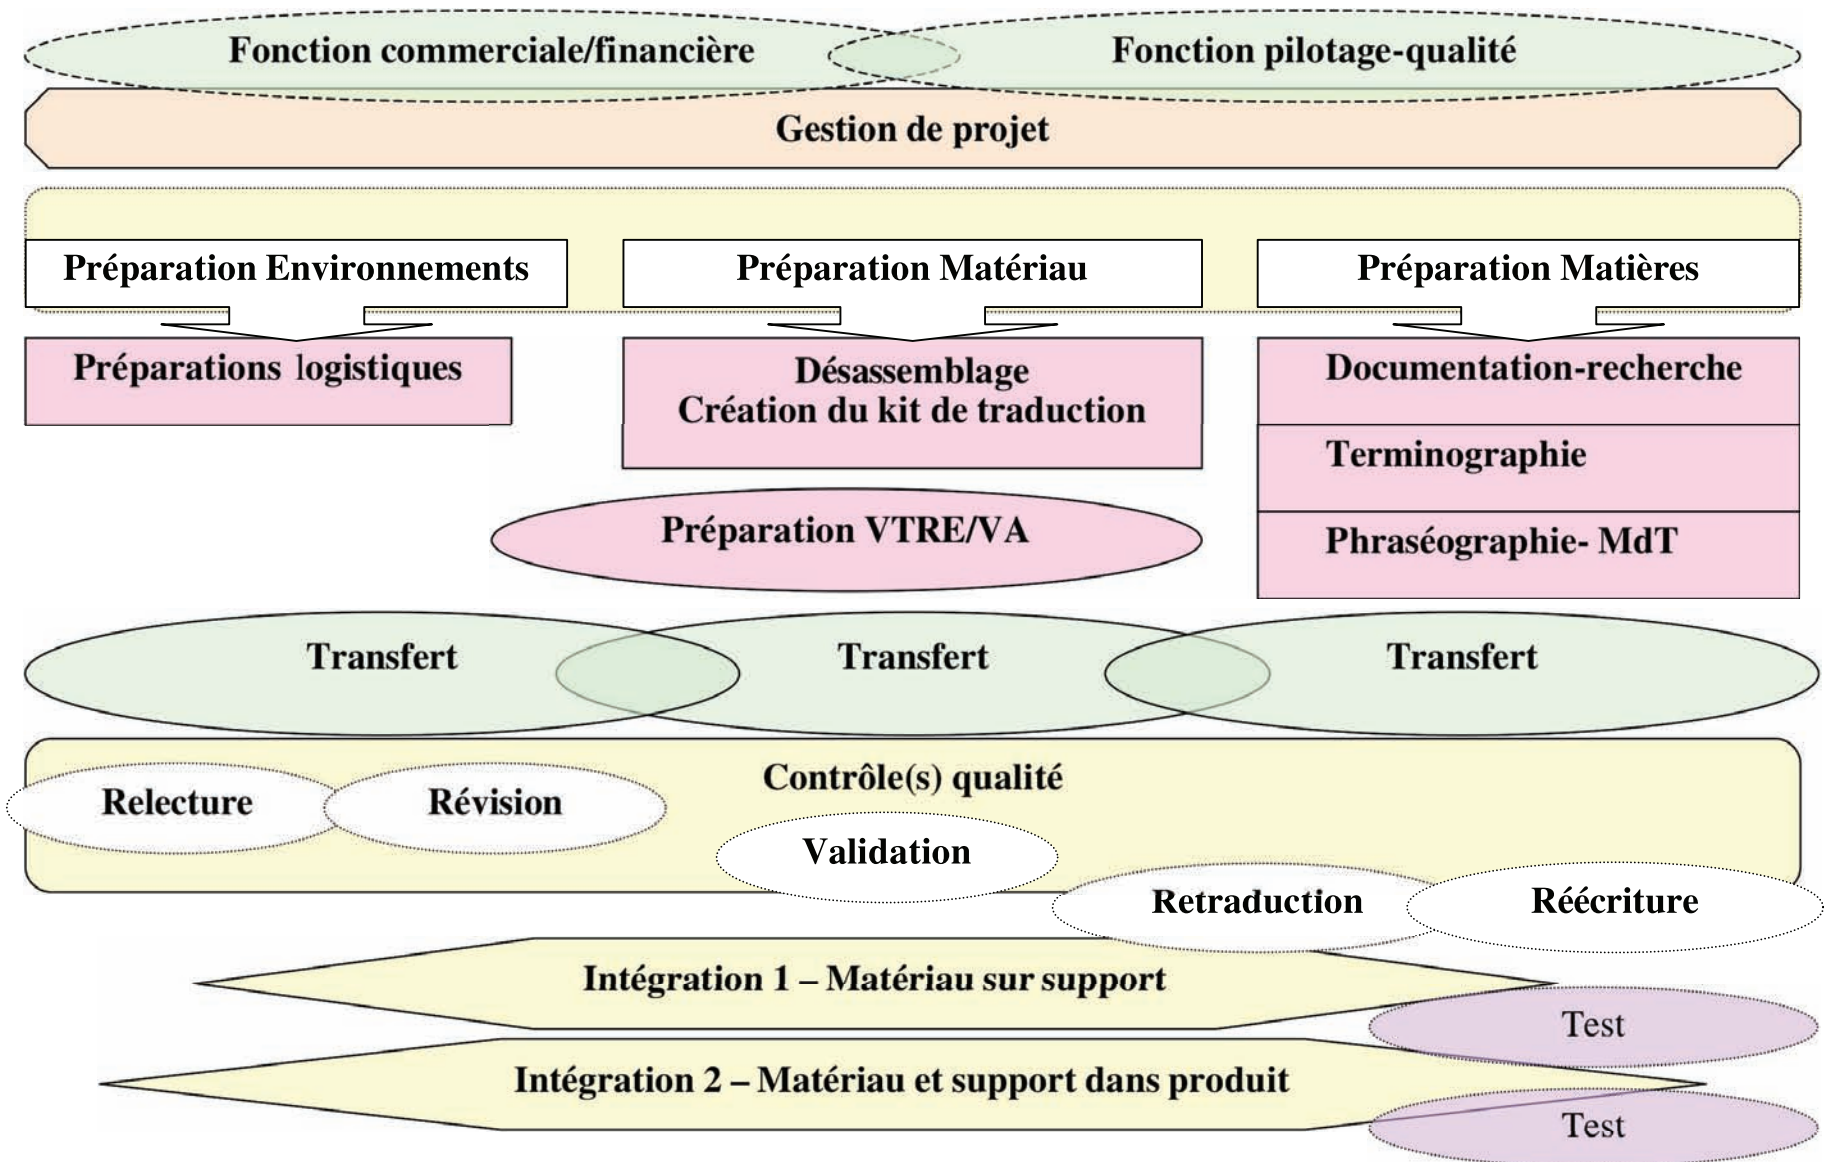 Fonction commerciale/financière
Fonction pilotage-qualité
Gestion de projet
Préparation Environnements
Préparation Matériau
Préparation Matières
Préparations logistiques
Désassemblage
Création du kit de traduction
Documentation-recherche
Terminographie
Phraséographie- MdT
Préparation VTRE/VA
Transfert
Transfert
Transfert
Contrôle(s) qualité
Relecture
Révision
Validation
Retraduction
Réécriture
Intégration 1 – Matériau sur support
Test
Intégration 2 – Matériau et support dans produit
Test